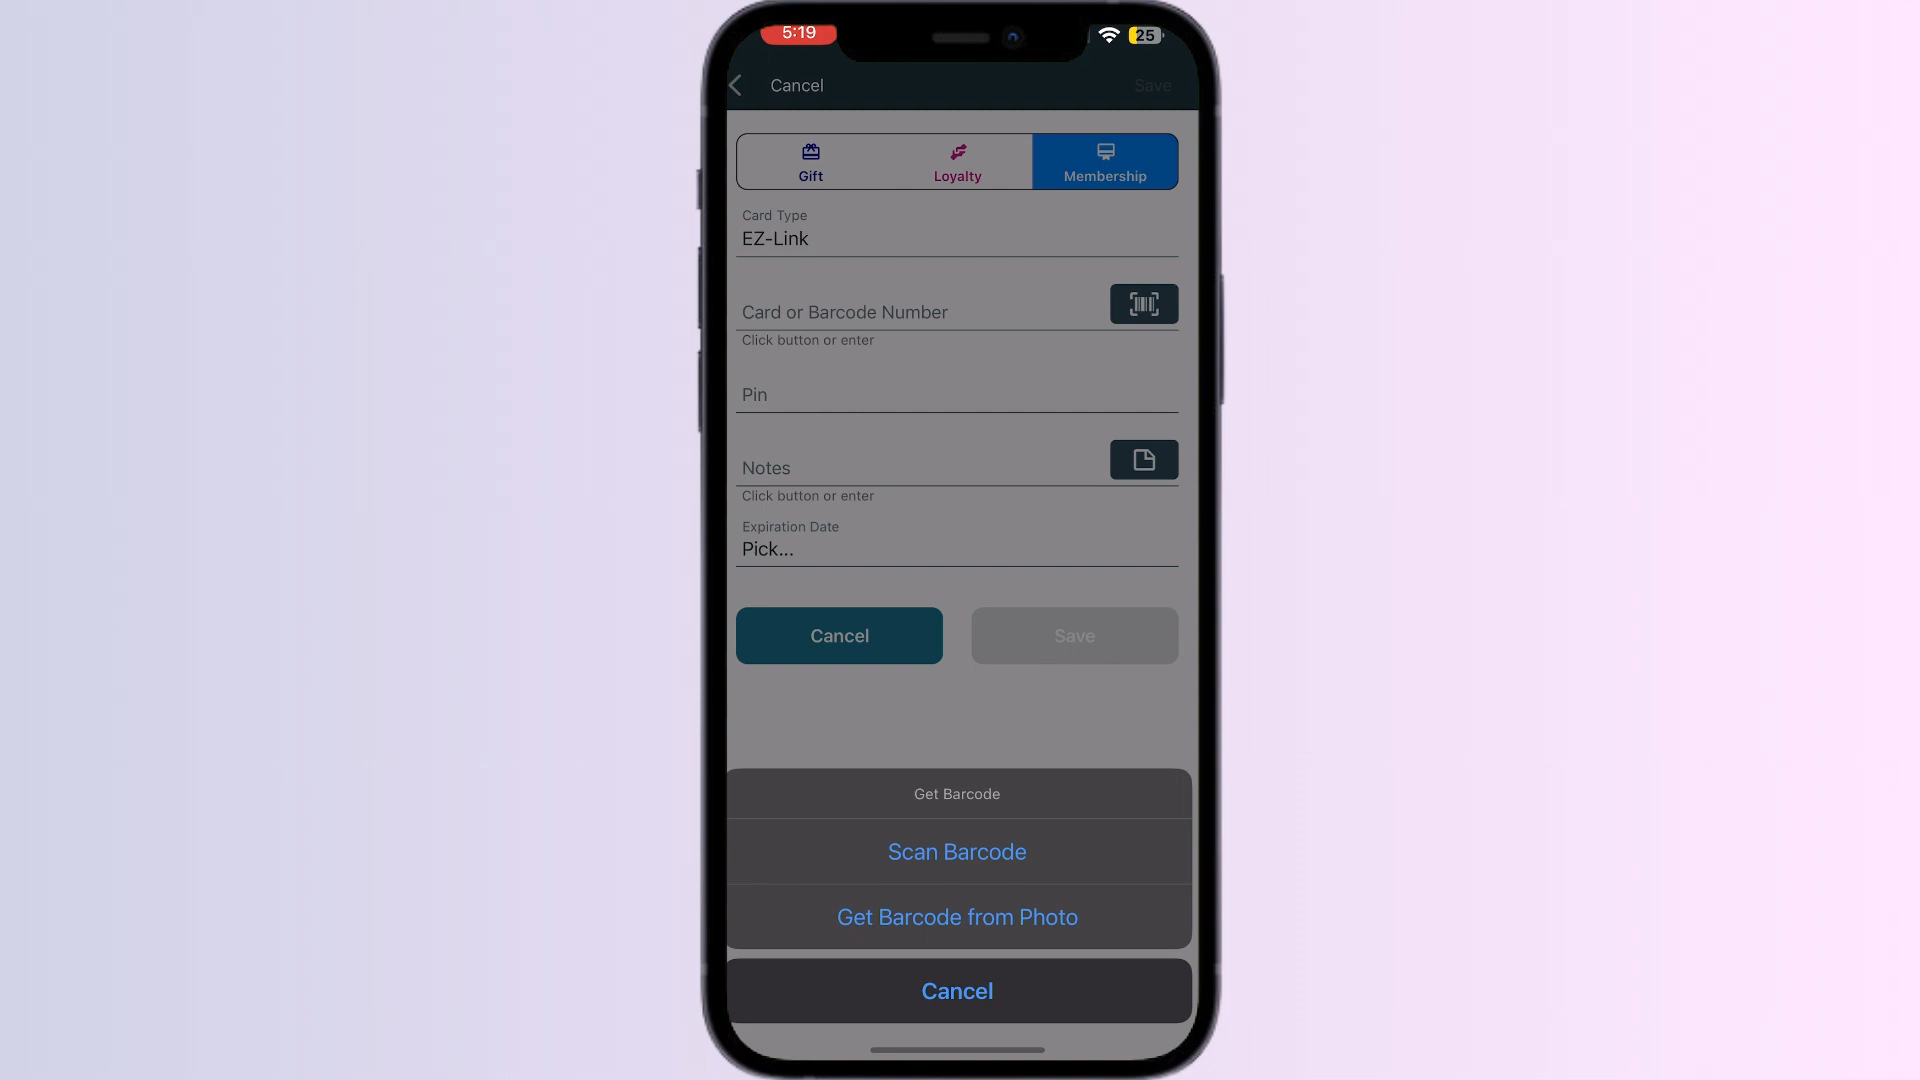 5:19
25
Cancel
Save
Gift
Loyalty
Membership
Card Type
EZ-Link
Card or Barcode Number
Click button or enter
Pin
Notes
Click button or enter
Expiration Date
Pick...
Cancel
Save
Get Barcode
Scan Barcode
Get Barcode from Photo
Cancel